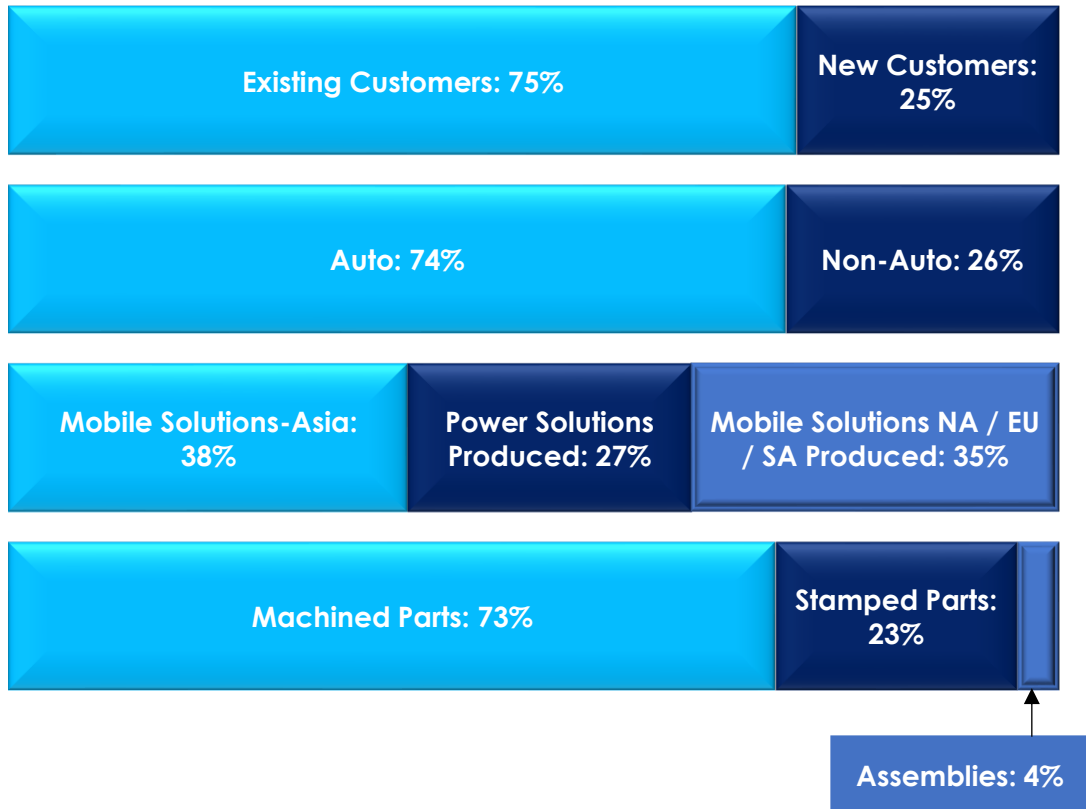 Existing Customers: 75%
New Customers:
25%
Auto: 74%
Non-Auto: 26%
Mobile Solutions-Asia:
38%
Power Solutions
Produced: 27%
Mobile Solutions NA / EU
/ SA Produced: 35%
Machined Parts: 73%
Stamped Parts:
23%
Assemblies: 4%